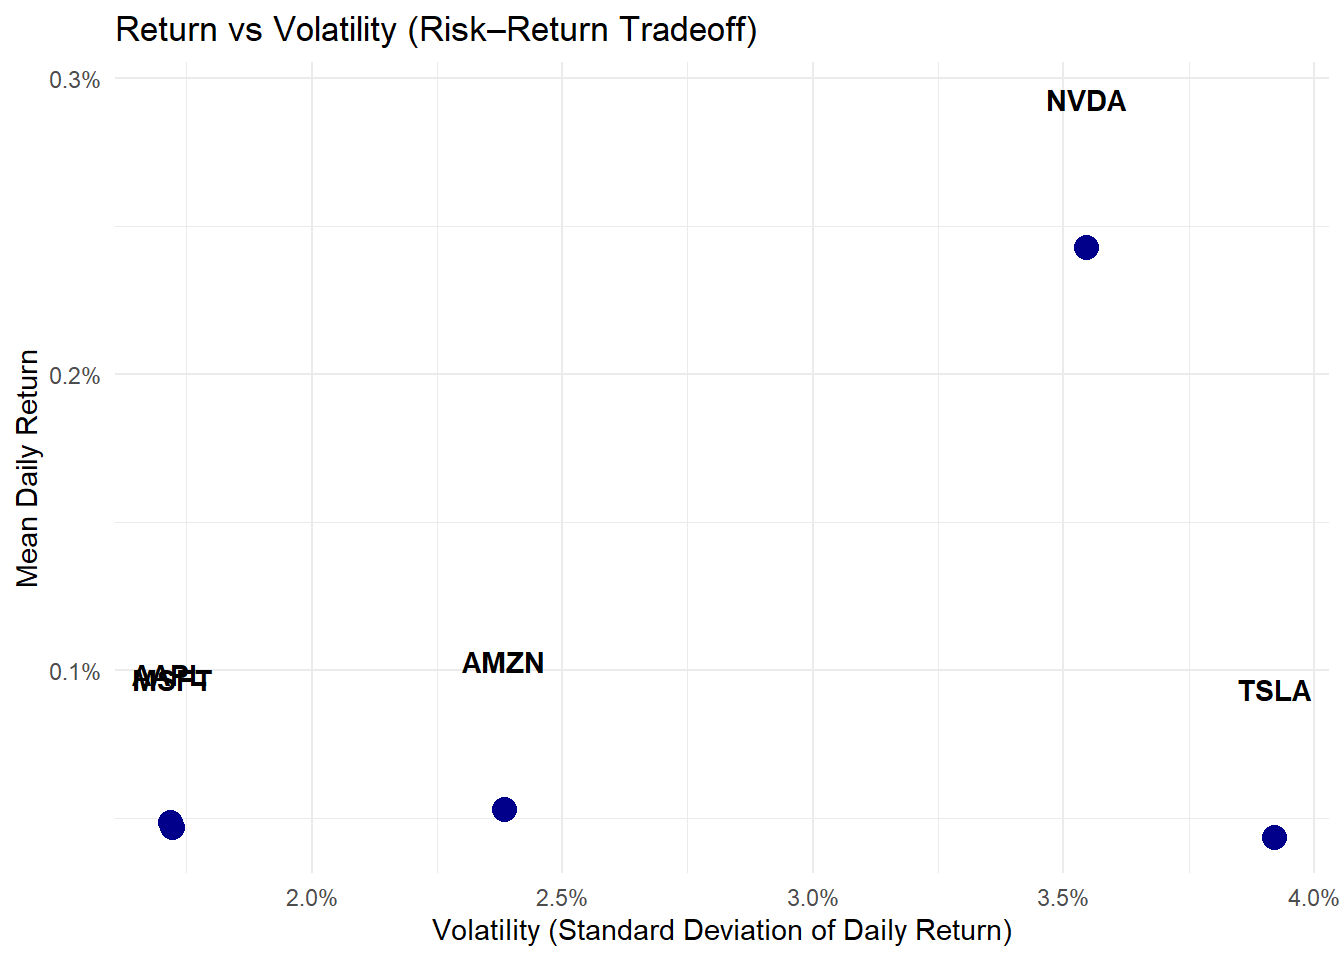 Return vs Volatility (Risk–Return Tradeoff)
0.3%
NVDA
0.2%
Mean Daily Return
0.1%
AAPL
MSFT
AMZN
TSLA
2.0%
2.5%
3.0%
3.5%
4.0%
Volatility (Standard Deviation of Daily Return)